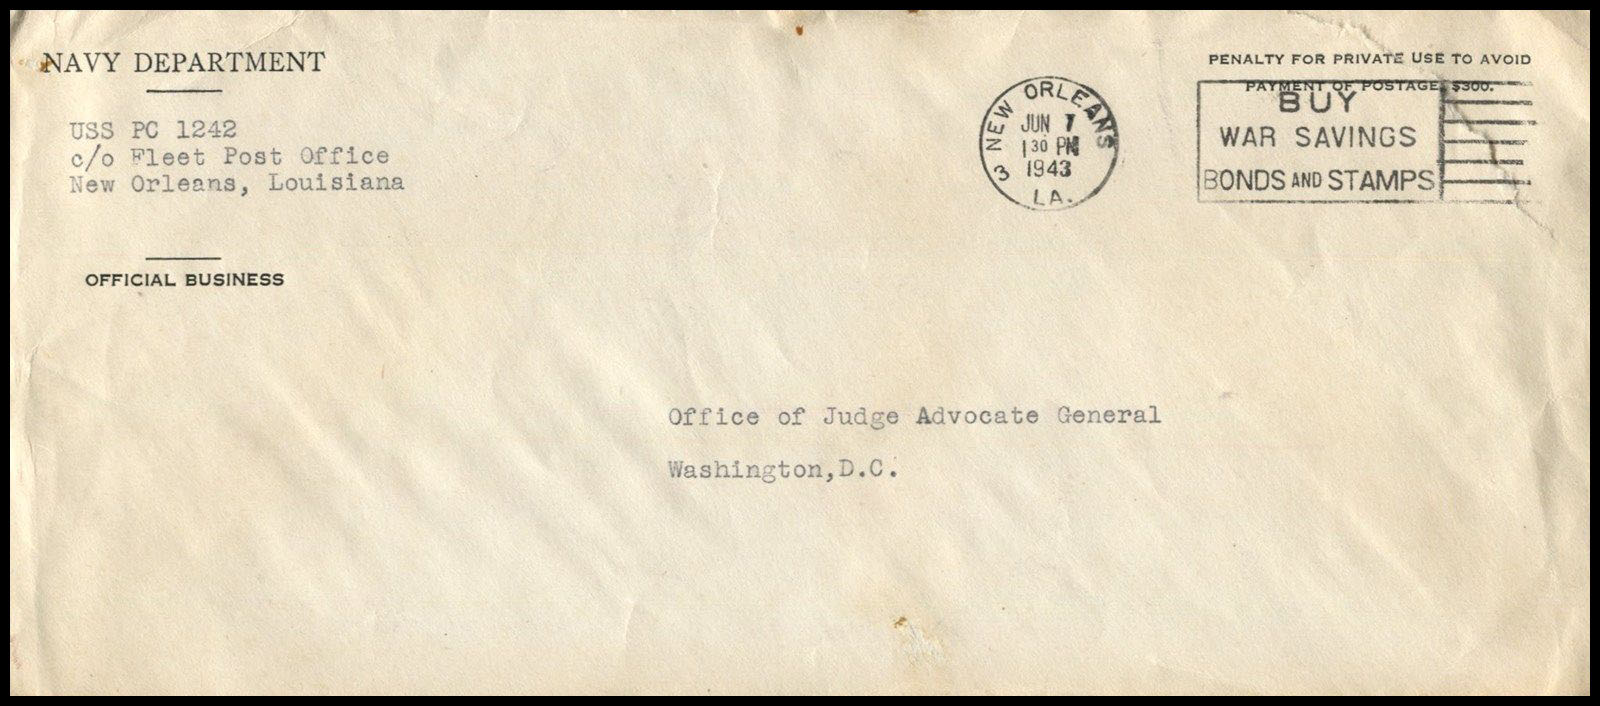 NAVY DEPARTMENT
USS PC 1242
c/o Fleet Post Office
New Orleans, Louisiana
OFFICIAL BUSINESS
NEW ORLEANS 3
JUN 7
1 30 PM
1943
LA.
PENALTY FOR PRIVATE USE TO AVOID
PAYMENT OF POSTAGE, $300.
BUY
WAR SAVINGS
BONDS AND STAMPS
Office of Judge Advocate General
Washington,D.C.